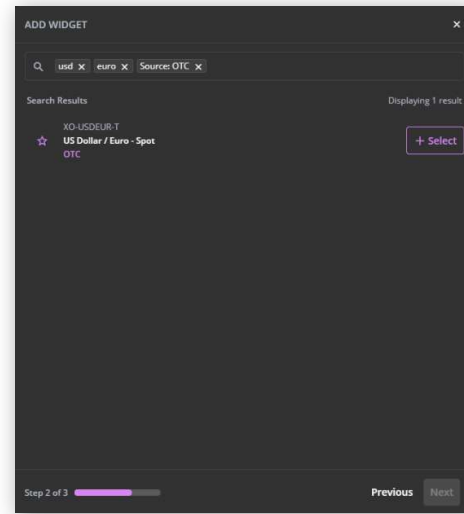 ADD WIDGET ×
usd × euro × Source: OTC ×
Search Results Displaying 1 result
XO-USDEUR-T
US Dollar / Euro - Spot
OTC
+ Select
Step 2 of 3 Previous Next